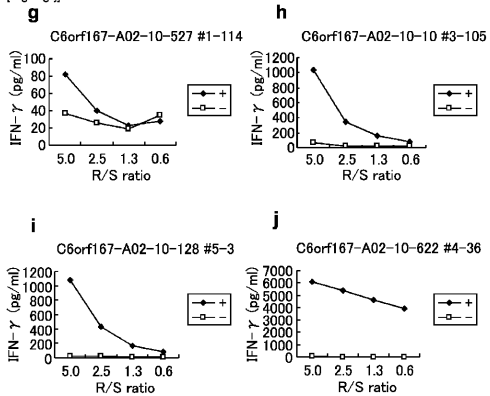 g
C6orf167-A02-10-527 #1-114
IFN-γ (pg/ml)
100
80
60
40
20
0
5.0 2.5 1.3 0.6
R/S ratio
+
−
h
C6orf167-A02-10-10 #3-105
IFN-γ (pg/ml)
1200
1000
800
600
400
200
0
5.0 2.5 1.3 0.6
R/S ratio
+
−
i
C6orf167-A02-10-128 #5-3
IFN-γ (pg/ml)
1200
1000
800
600
400
200
0
5.0 2.5 1.3 0.6
R/S ratio
+
−
j
C6orf167-A02-10-622 #4-36
IFN-γ (pg/ml)
7000
6000
5000
4000
3000
2000
1000
0
5.0 2.5 1.3 0.6
R/S ratio
+
−